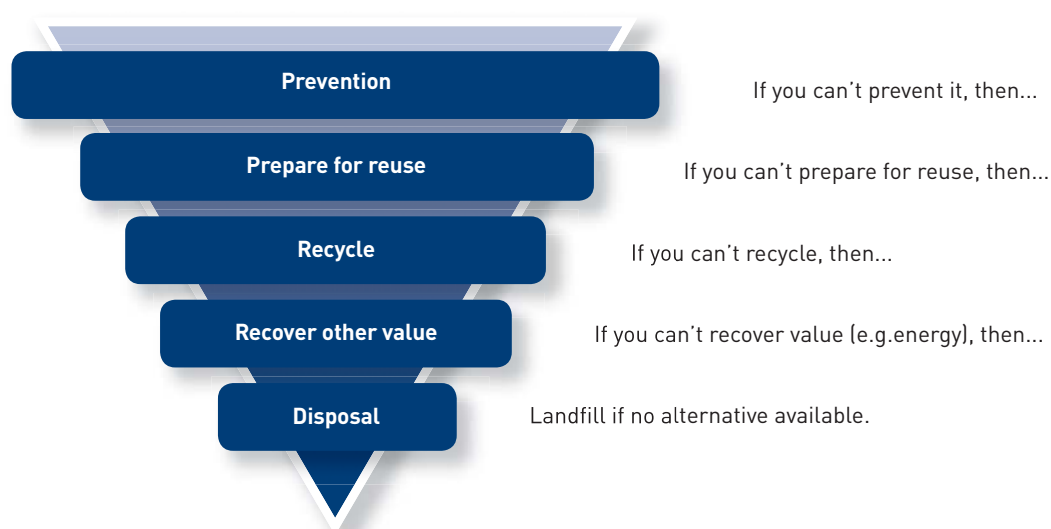 Prevention
If you can’t prevent it, then...
Prepare for reuse
If you can’t prepare for reuse, then...
Recycle
If you can’t recycle, then...
Recover other value
If you can’t recover value (e.g.energy), then...
Disposal
Landfill if no alternative available.